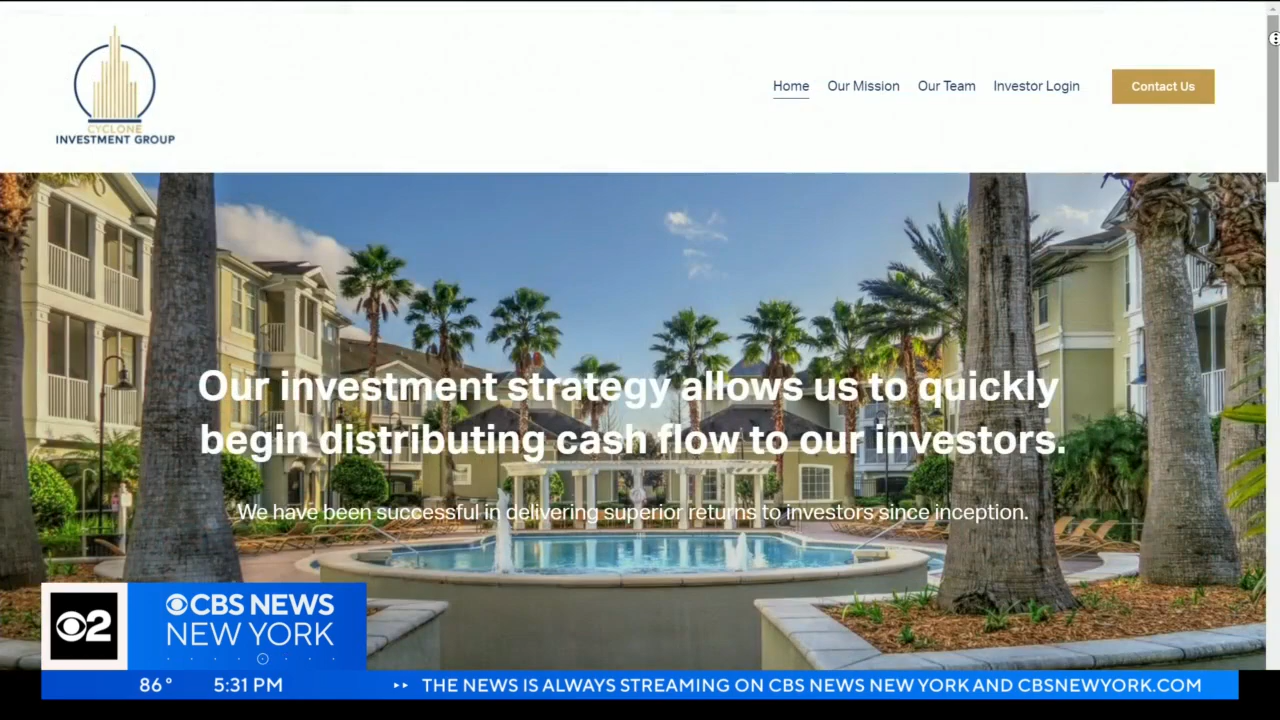 CYCLONE
INVESTMENT GROUP
Home Our Mission Our Team Investor Login Contact Us
Our investment strategy allows us to quickly
begin distributing cash flow to our investors.
We have been successful in delivering superior returns to investors since inception.
2 CBS NEWS
NEW YORK
86° 5:31 PM THE NEWS IS ALWAYS STREAMING ON CBS NEWS NEW YORK AND CBSNEWYORK.COM